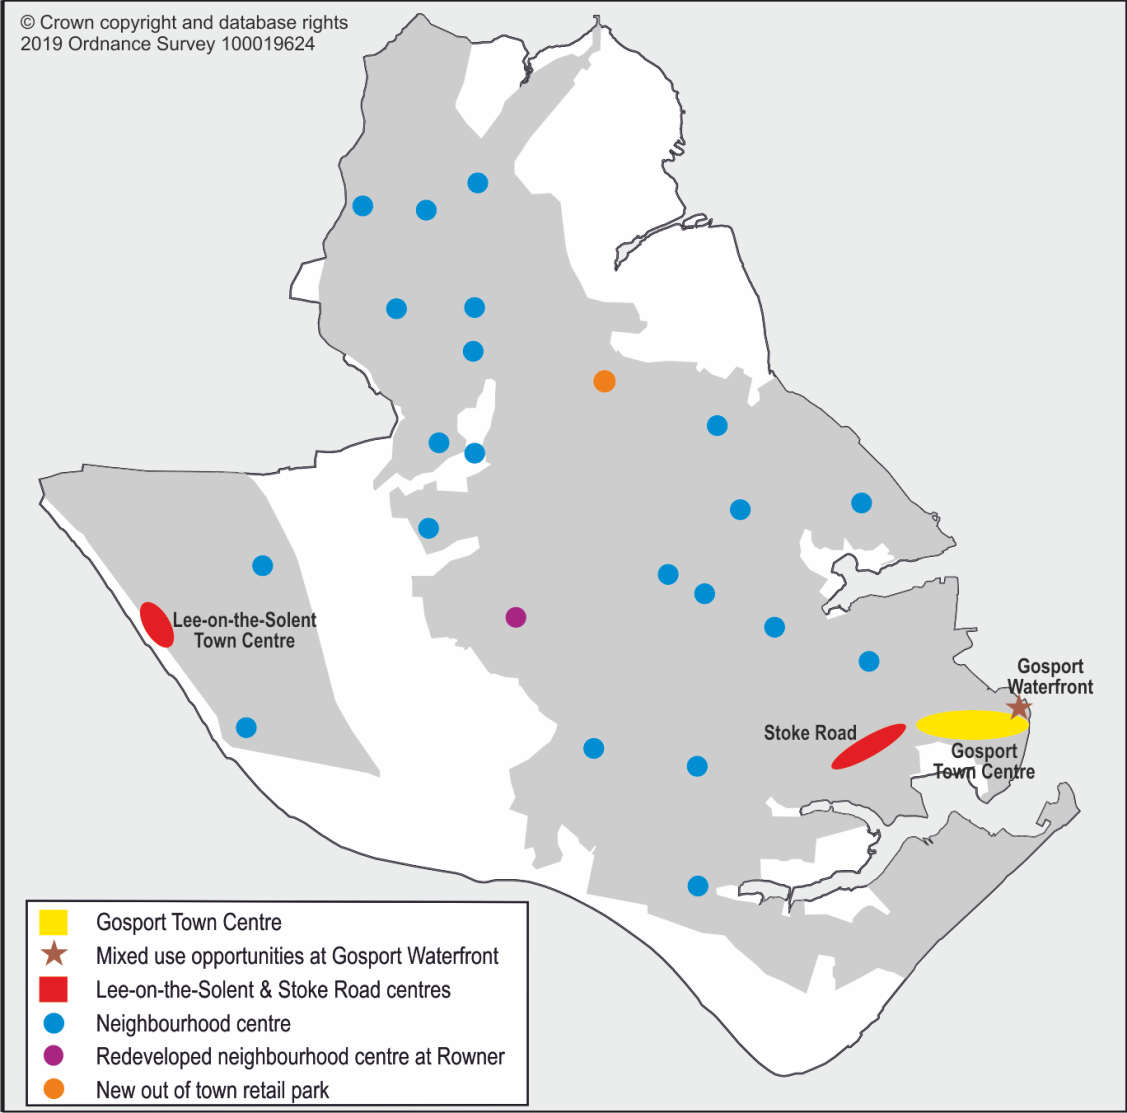 © Crown copyright and database rights
2019 Ordnance Survey 100019624
Lee-on-the-Solent
Town Centre
Gosport
Waterfront
Stoke Road
Gosport
Town Centre
Gosport Town Centre
Mixed use opportunities at Gosport Waterfront
Lee-on-the-Solent & Stoke Road centres
Neighbourhood centre
Redeveloped neighbourhood centre at Rowner
New out of town retail park